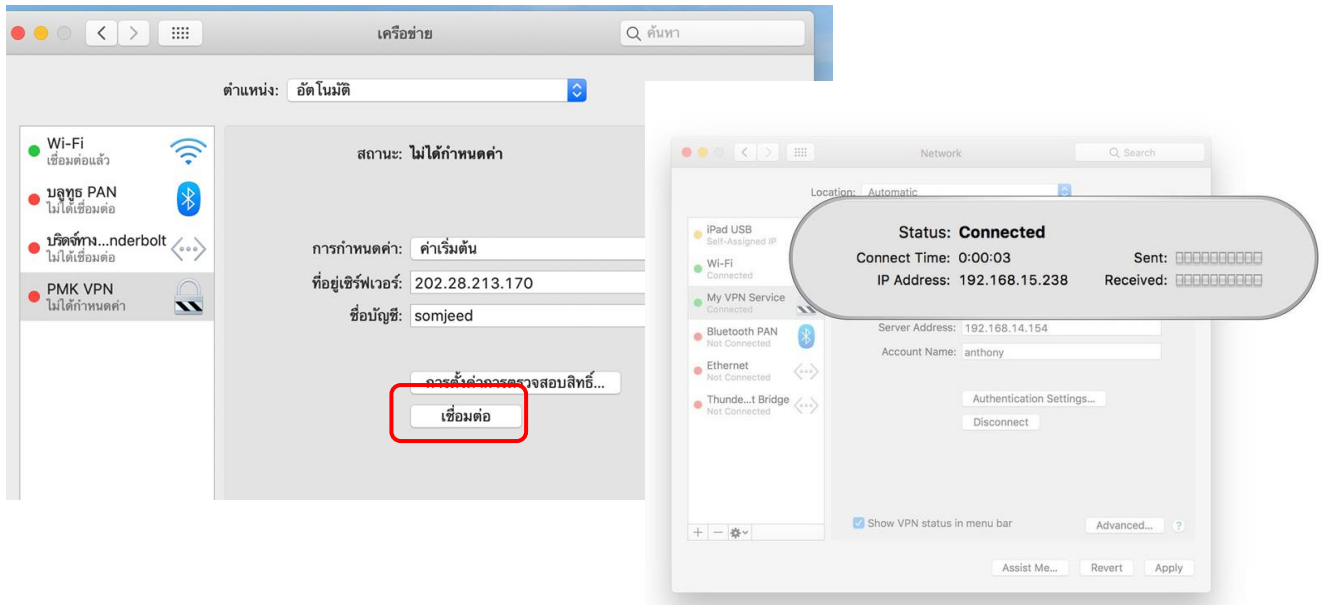 เครือข่าย
ค้นหา
ตำแหน่ง: อัตโนมัติ
Wi-Fi
เชื่อมต่อแล้ว
บลูทูธ PAN
ไม่ได้เชื่อมต่อ
บริดจ์ทาง...nderbolt
ไม่ได้เชื่อมต่อ
PMK VPN
ไม่ได้กำหนดค่า
สถานะ: ไม่ได้กำหนดค่า
การกำหนดค่า: ค่าเริ่มต้น
ที่อยู่เซิร์ฟเวอร์: 202.28.213.170
ชื่อบัญชี: somjeed
การตั้งค่าการตรวจสอบสิทธิ์...
เชื่อมต่อ
Network
Search
Location: Automatic
iPad USB
Self-Assigned IP
Wi-Fi
Connected
My VPN Service
Connected
Bluetooth PAN
Not Connected
Ethernet
Not Connected
Thunde...t Bridge
Not Connected
Status: Connected
Connect Time: 0:00:03 Sent:
IP Address: 192.168.15.238 Received:
Server Address: 192.168.14.154
Account Name: anthony
Authentication Settings...
Disconnect
Show VPN status in menu bar
Advanced... ?
Assist Me... Revert Apply